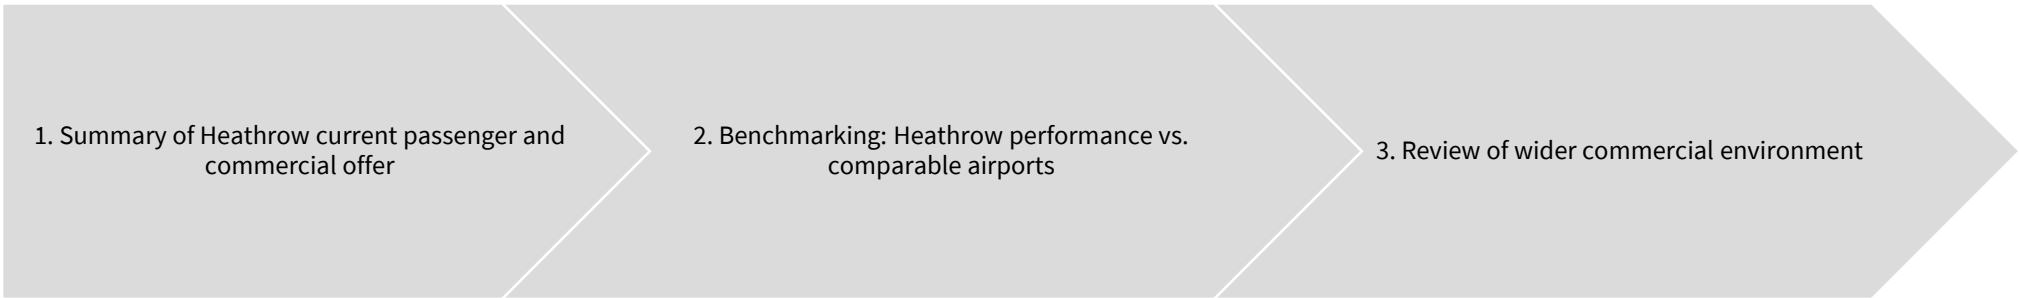 1. Summary of Heathrow current passenger and
commercial offer
2. Benchmarking: Heathrow performance vs.
comparable airports
3. Review of wider commercial environment